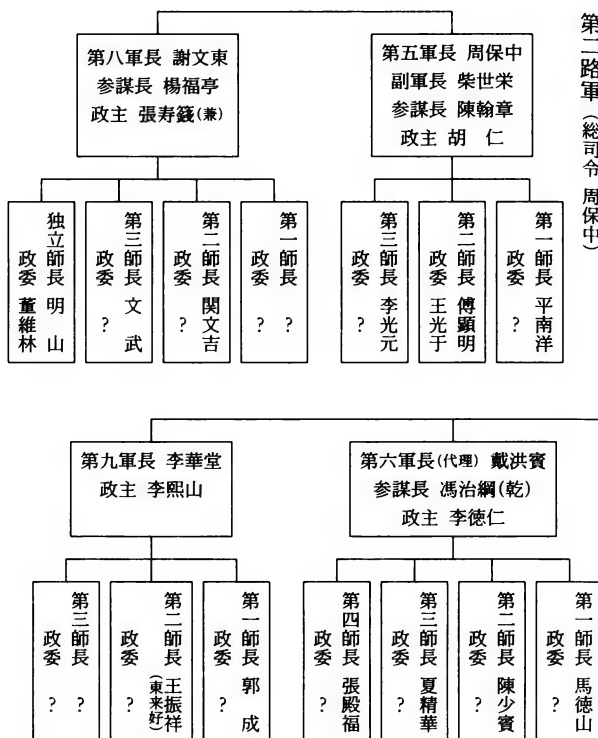 第二路軍（総司令 周保中）
第五軍長 周保中
副軍長 柴世栄
参謀長 陳翰章
政主 胡 仁
第一師長 平南洋
政委 ?
第二師長 傅顕明
政委 王光于
第三師長 李光元
政委 ?
第八軍長 謝文東
参謀長 楊福亭
政主 張寿籛(兼)
第一師長 ?
政委 ?
第二師長 関文吉
政委 ?
第三師長 文 武
政委 ?
独立師長 明 山
政委 董維林
第六軍長(代理) 戴洪賓
参謀長 馮治綱(乾)
政主 李徳仁
第一師長 馬徳山
政委 ?
第二師長 陳少賓
政委 ?
第三師長 夏精華
政委 ?
第四師長 張殿福
政委 ?
第九軍長 李華堂
政主 李熙山
第一師長 郭 成
政委 ?
第二師長 王振祥
(東来好)
政委 ?
第三師長 ?
政委 ?